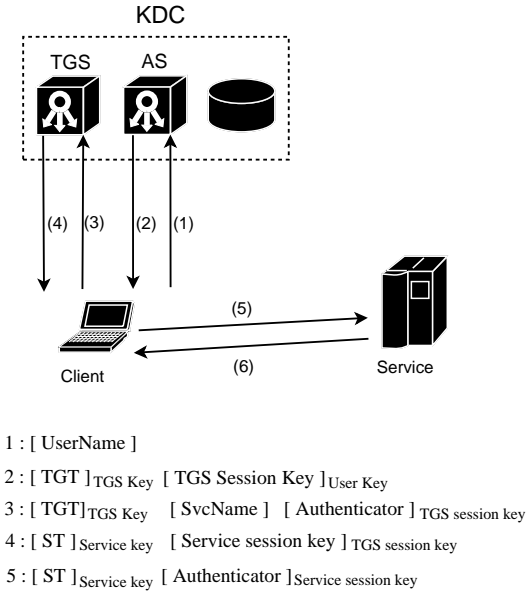 KDC
TGS AS
(4) (3) (2) (1)
(5)
(6)
Client
Service
1 : [ UserName ]
2 : [ TGT ] TGS Key [ TGS Session Key ] User Key
3 : [ TGT] TGS Key [ SvcName ] [ Authenticator ] TGS session key
4 : [ ST ] Service key [ Service session key ] TGS session key
5 : [ ST ] Service key [ Authenticator ] Service session key